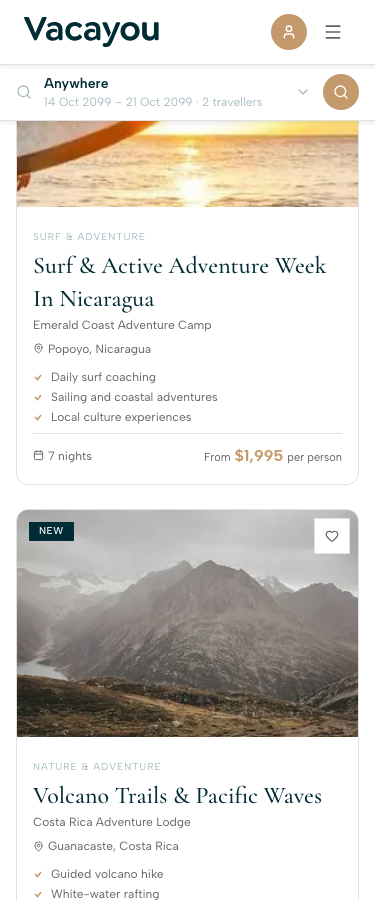 Vacayou
Anywhere
14 Oct 2099 – 21 Oct 2099 · 2 travellers
SURF & ADVENTURE
Surf & Active Adventure Week
In Nicaragua
Emerald Coast Adventure Camp
Popoyo, Nicaragua
Daily surf coaching
Sailing and coastal adventures
Local culture experiences
7 nights
From $1,995 per person
NEW
NATURE & ADVENTURE
Volcano Trails & Pacific Waves
Costa Rica Adventure Lodge
Guanacaste, Costa Rica
Guided volcano hike
White-water rafting